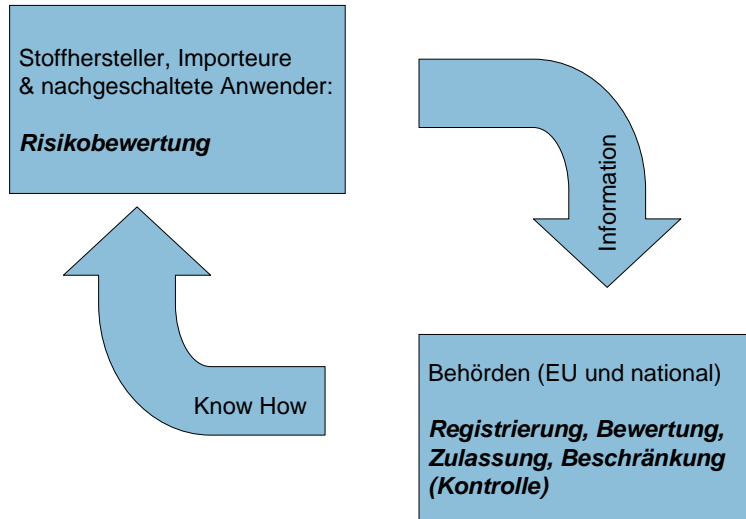 Stoffhersteller, Importeure
& nachgeschaltete Anwender:
Risikobewertung
Information
Know How
Behörden (EU und national)
Registrierung, Bewertung,
Zulassung, Beschränkung
(Kontrolle)